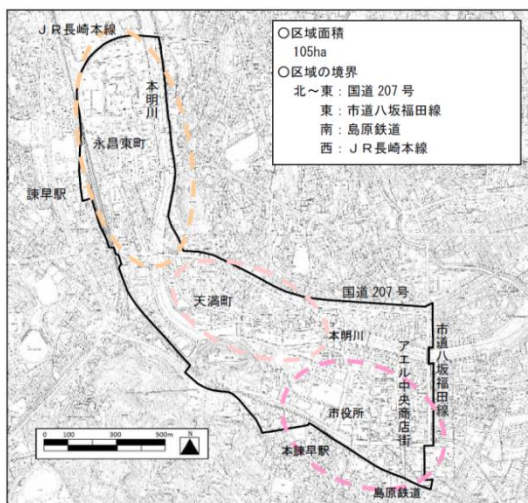 ○区域面積
105ha
○区域の境界
北~東:国道207号
東:市道八坂福田線
南:島原鉄道
西:JR長崎本線
JR長崎本線
本明川
永昌東町
諫早駅
天満町
国道207号
本明川
市道八坂福田線
アエル中央商店街
市役所
本諫早駅
島原鉄道
0 100 300 500m
N